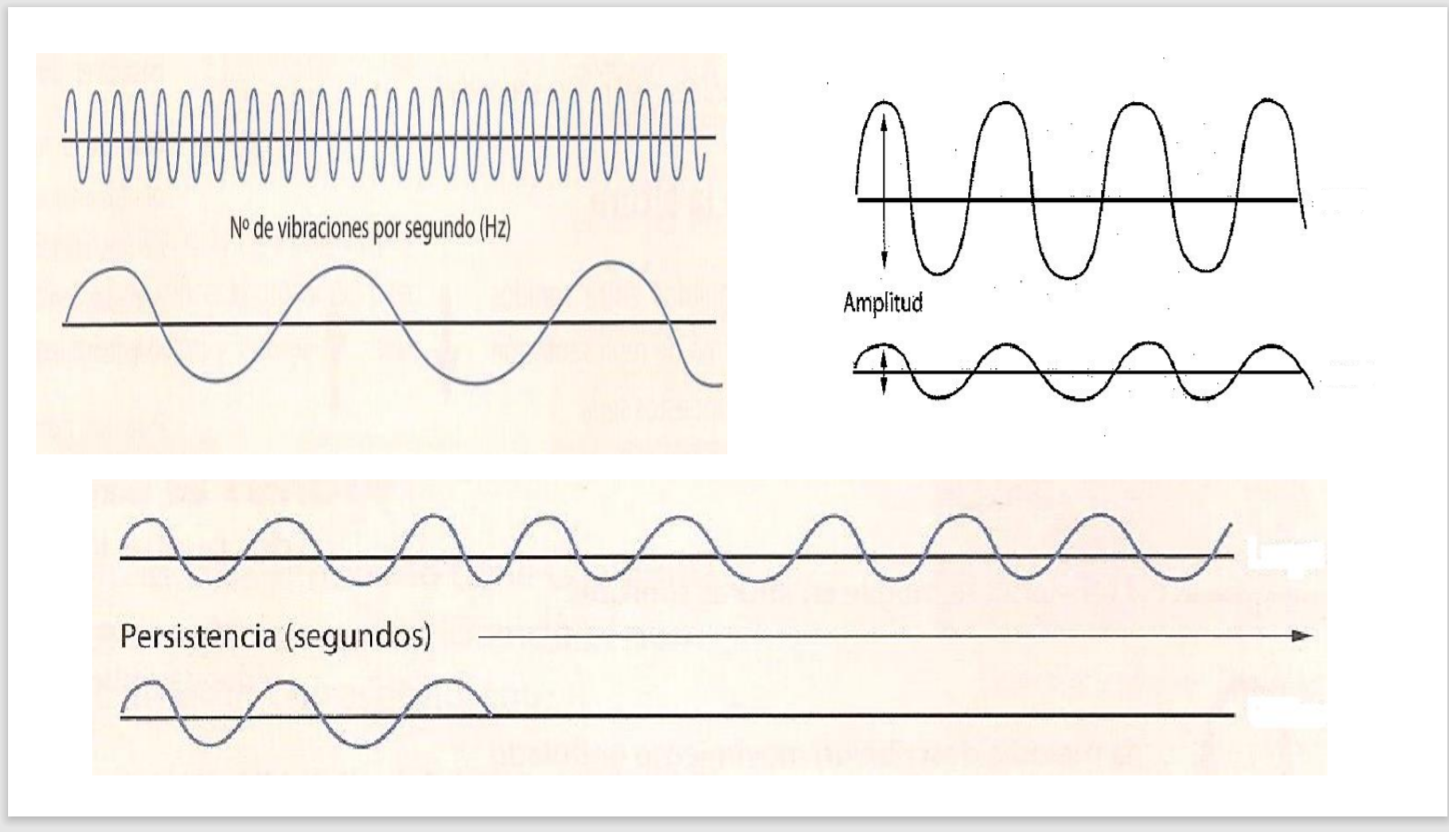 Nº de vibraciones por segundo (Hz)
Amplitud
Persistencia (segundos)